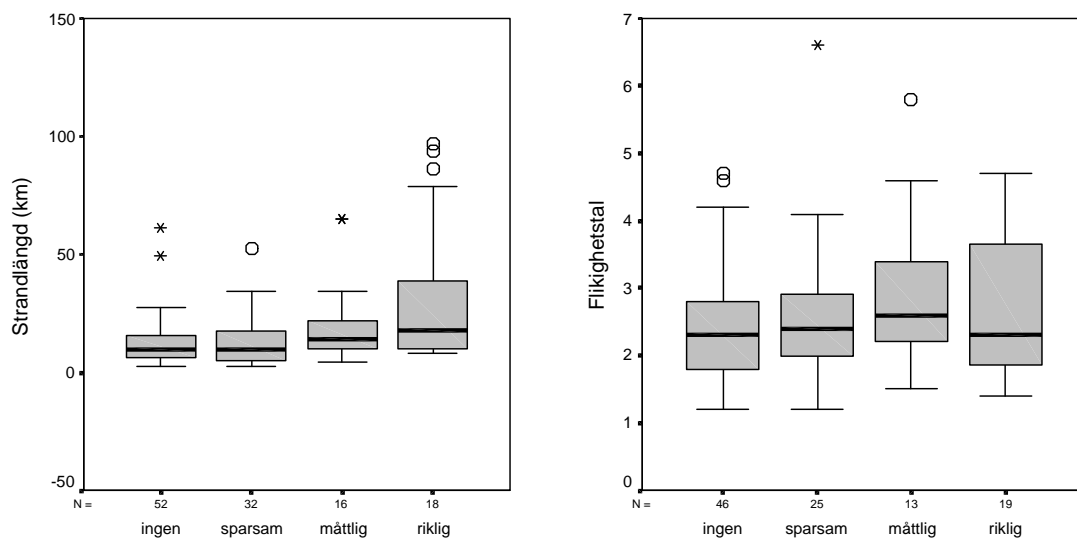 Strandlängd (km)
150
100
50
0
-50
N = 52 32 16 18
ingen sparsam måttlig riklig
Flikighetstal
7
6
5
4
3
2
1
0
N = 46 25 13 19
ingen sparsam måttlig riklig